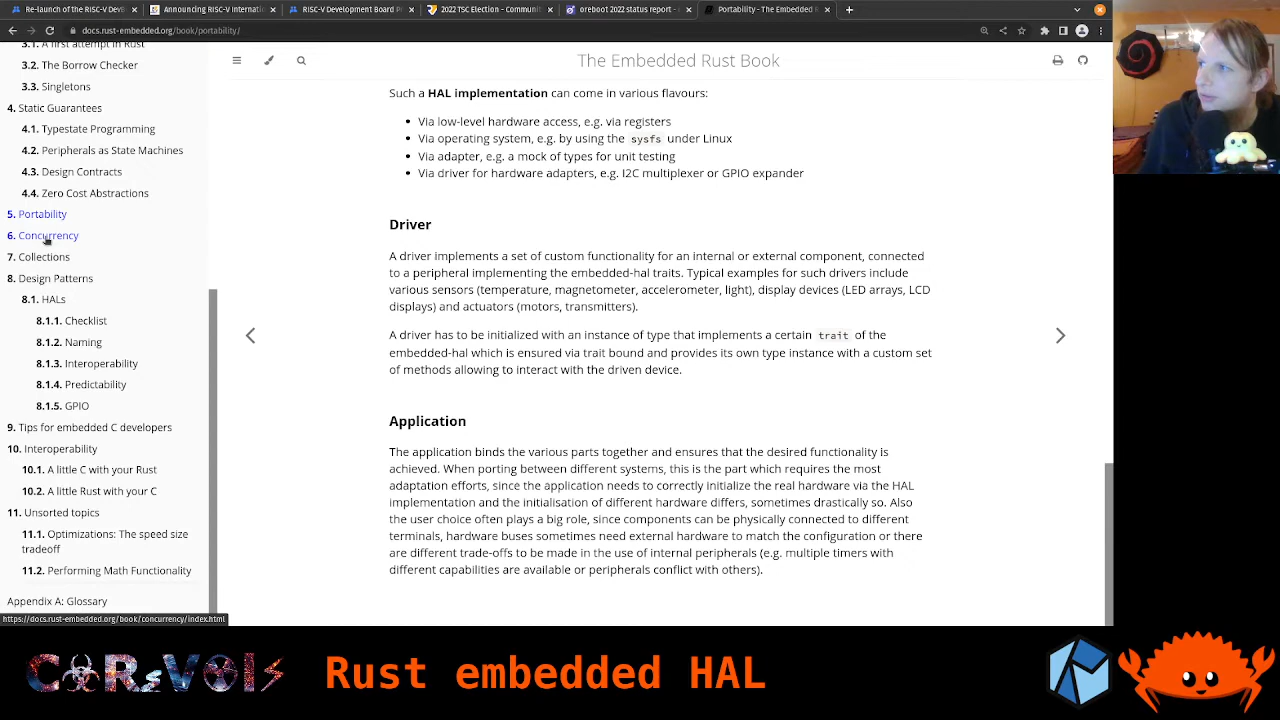 Re-launch of the RISC-V Deve
Announcing RISC-V Internati
RISC-V Development Board P
2022 TSC Election - Communi
oreboot 2022 status report -
Portability - The Embedded R
docs.rust-embedded.org/book/portability/
3.1. A first attempt in Rust
3.2. The Borrow Checker
3.3. Singletons
4. Static Guarantees
4.1. Typestate Programming
4.2. Peripherals as State Machines
4.3. Design Contracts
4.4. Zero Cost Abstractions
5. Portability
6. Concurrency
7. Collections
8. Design Patterns
8.1. HALs
8.1.1. Checklist
8.1.2. Naming
8.1.3. Interoperability
8.1.4. Predictability
8.1.5. GPIO
9. Tips for embedded C developers
10. Interoperability
10.1. A little C with your Rust
10.2. A little Rust with your C
11. Unsorted topics
11.1. Optimizations: The speed size
tradeoff
11.2. Performing Math Functionality
Appendix A: Glossary
https://docs.rust-embedded.org/book/concurrency/index.html
The Embedded Rust Book
Such a HAL implementation can come in various flavours:
• Via low-level hardware access, e.g. via registers
• Via operating system, e.g. by using the sysfs under Linux
• Via adapter, e.g. a mock of types for unit testing
• Via driver for hardware adapters, e.g. I2C multiplexer or GPIO expander
Driver
A driver implements a set of custom functionality for an internal or external component, connected
to a peripheral implementing the embedded-hal traits. Typical examples for such drivers include
various sensors (temperature, magnetometer, accelerometer, light), display devices (LED arrays, LCD
displays) and actuators (motors, transmitters).
A driver has to be initialized with an instance of type that implements a certain trait of the
embedded-hal which is ensured via trait bound and provides its own type instance with a custom set
of methods allowing to interact with the driven device.
Application
The application binds the various parts together and ensures that the desired functionality is
achieved. When porting between different systems, this is the part which requires the most
adaptation efforts, since the application needs to correctly initialize the real hardware via the HAL
implementation and the initialisation of different hardware differs, sometimes drastically so. Also
the user choice often plays a big role, since components can be physically connected to different
terminals, hardware buses sometimes need external hardware to match the configuration or there
are different trade-offs to be made in the use of internal peripherals (e.g. multiple timers with
different capabilities are available or peripherals conflict with others).
Rust embedded HAL